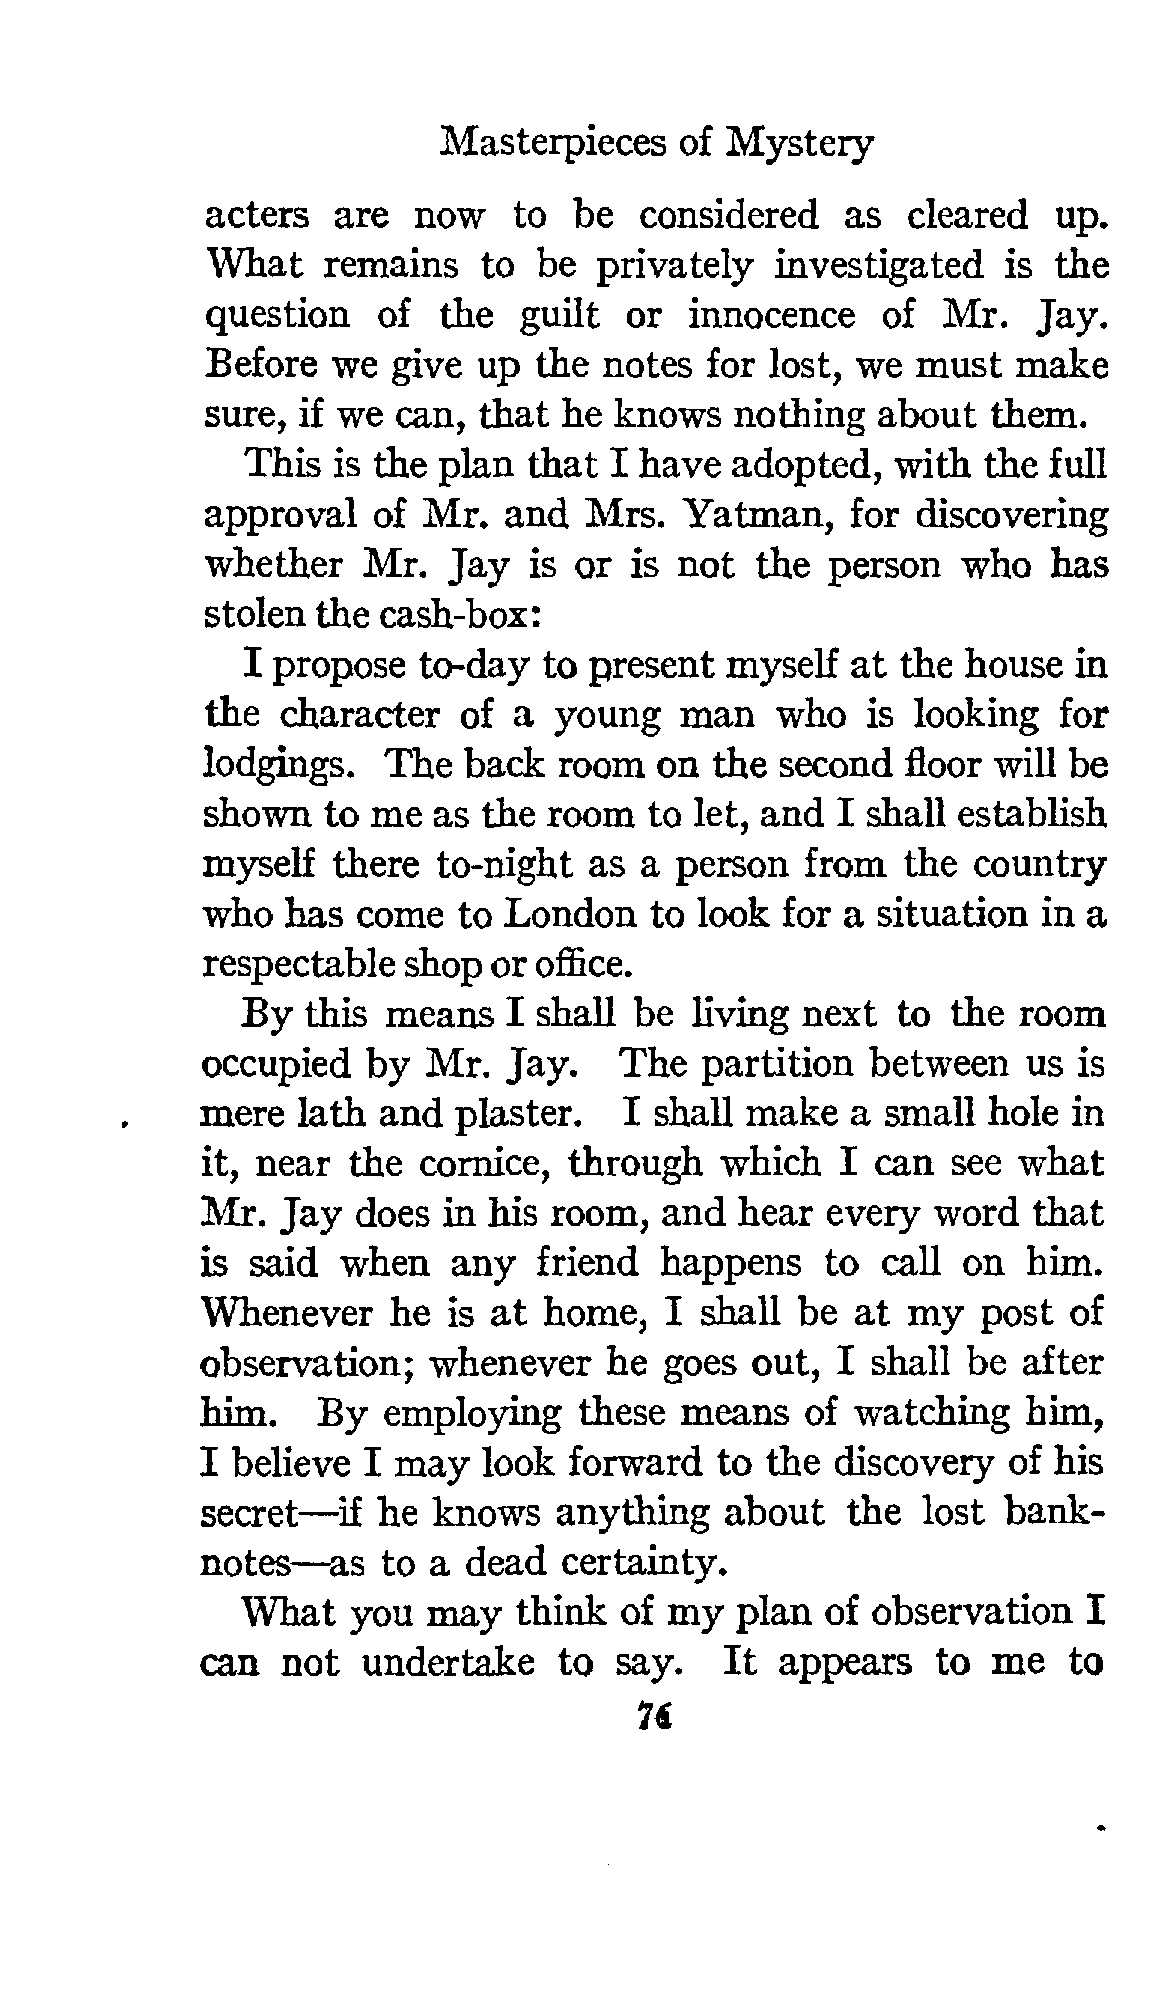 Masterpieces of Mystery
acters are now to be considered as cleared up.
What remains to be privately investigated is the
question of the guilt or innocence of Mr. Jay.
Before we give up the notes for lost, we must make
sure, if we can, that he knows nothing about them.
This is the plan that I have adopted, with the full
approval of Mr. and Mrs. Yatman, for discovering
whether Mr. Jay is or is not the person who has
stolen the cash-box:
I propose to-day to present myself at the house in
the character of a young man who is looking for
lodgings. The back room on the second floor will be
shown to me as the room to let, and I shall establish
myself there to-night as a person from the country
who has come to London to look for a situation in a
respectable shop or office.
By this means I shall be living next to the room
occupied by Mr. Jay. The partition between us is
mere lath and plaster. I shall make a small hole in
it, near the cornice, through which I can see what
Mr. Jay does in his room, and hear every word that
is said when any friend happens to call on him.
Whenever he is at home, I shall be at my post of
observation; whenever he goes out, I shall be after
him. By employing these means of watching him,
I believe I may look forward to the discovery of his
secret—if he knows anything about the lost bank-
notes—as to a dead certainty.
What you may think of my plan of observation I
can not undertake to say. It appears to me to